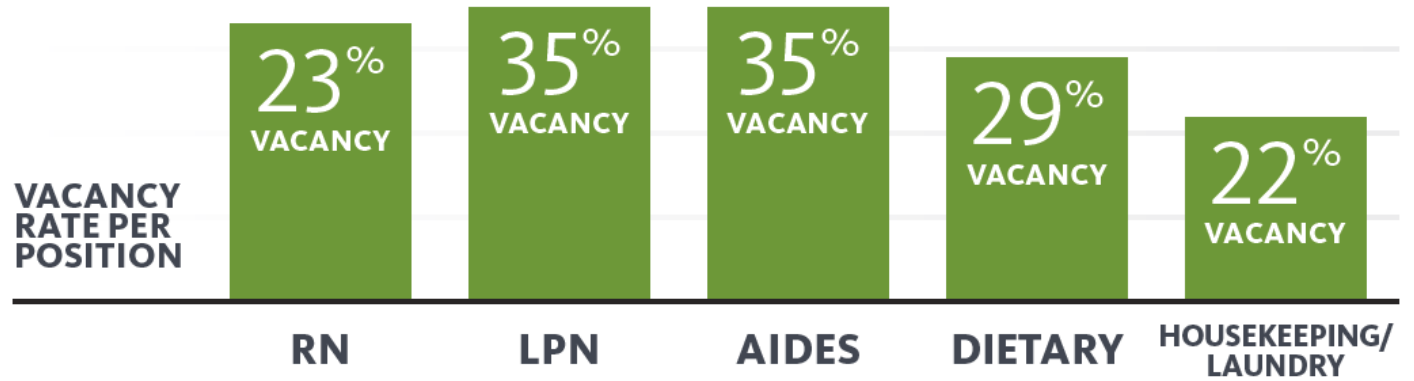 23%
VACANCY
35%
VACANCY
35%
VACANCY
29%
VACANCY
22%
VACANCY
VACANCY
RATE PER
POSITION
RN
LPN
AIDES
DIETARY
HOUSEKEEPING/
LAUNDRY